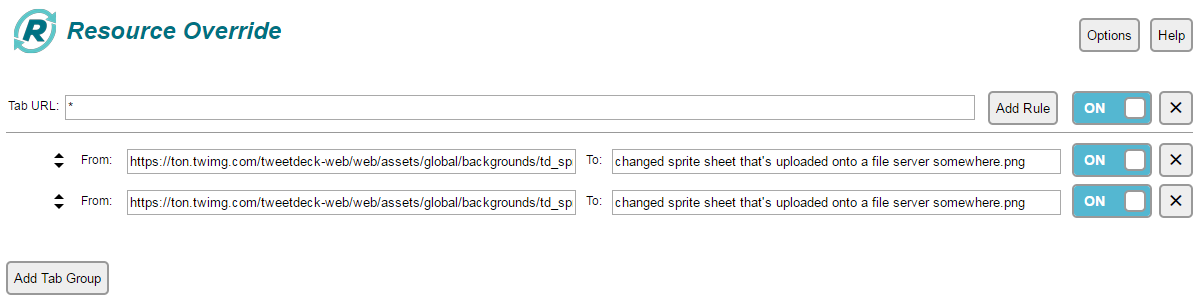 R Resource Override
Options Help
Tab URL: * Add Rule ON ✕
From: https://ton.twimg.com/tweetdeck-web/web/assets/global/backgrounds/td_sp To: changed sprite sheet that's uploaded onto a file server somewhere.png ON ✕
From: https://ton.twimg.com/tweetdeck-web/web/assets/global/backgrounds/td_sp To: changed sprite sheet that's uploaded onto a file server somewhere.png ON ✕
Add Tab Group